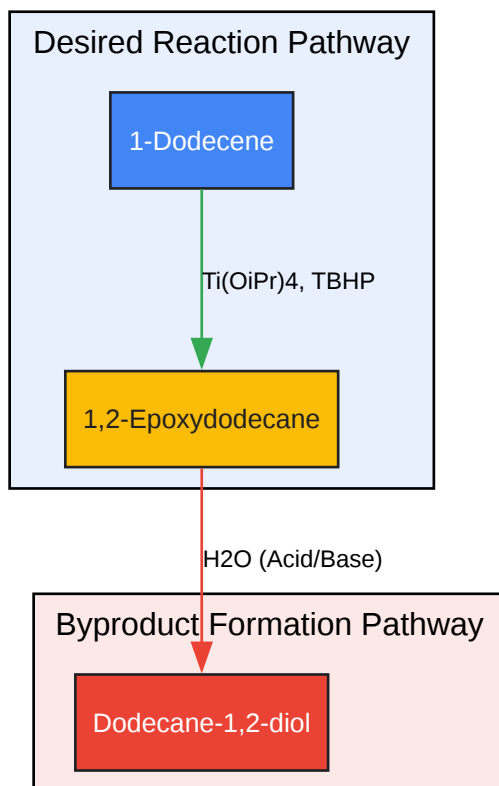 Desired Reaction Pathway
1-Dodecene
Ti(OiPr)4, TBHP
1,2-Epoxydodecane
H2O (Acid/Base)
Byproduct Formation Pathway
Dodecane-1,2-diol